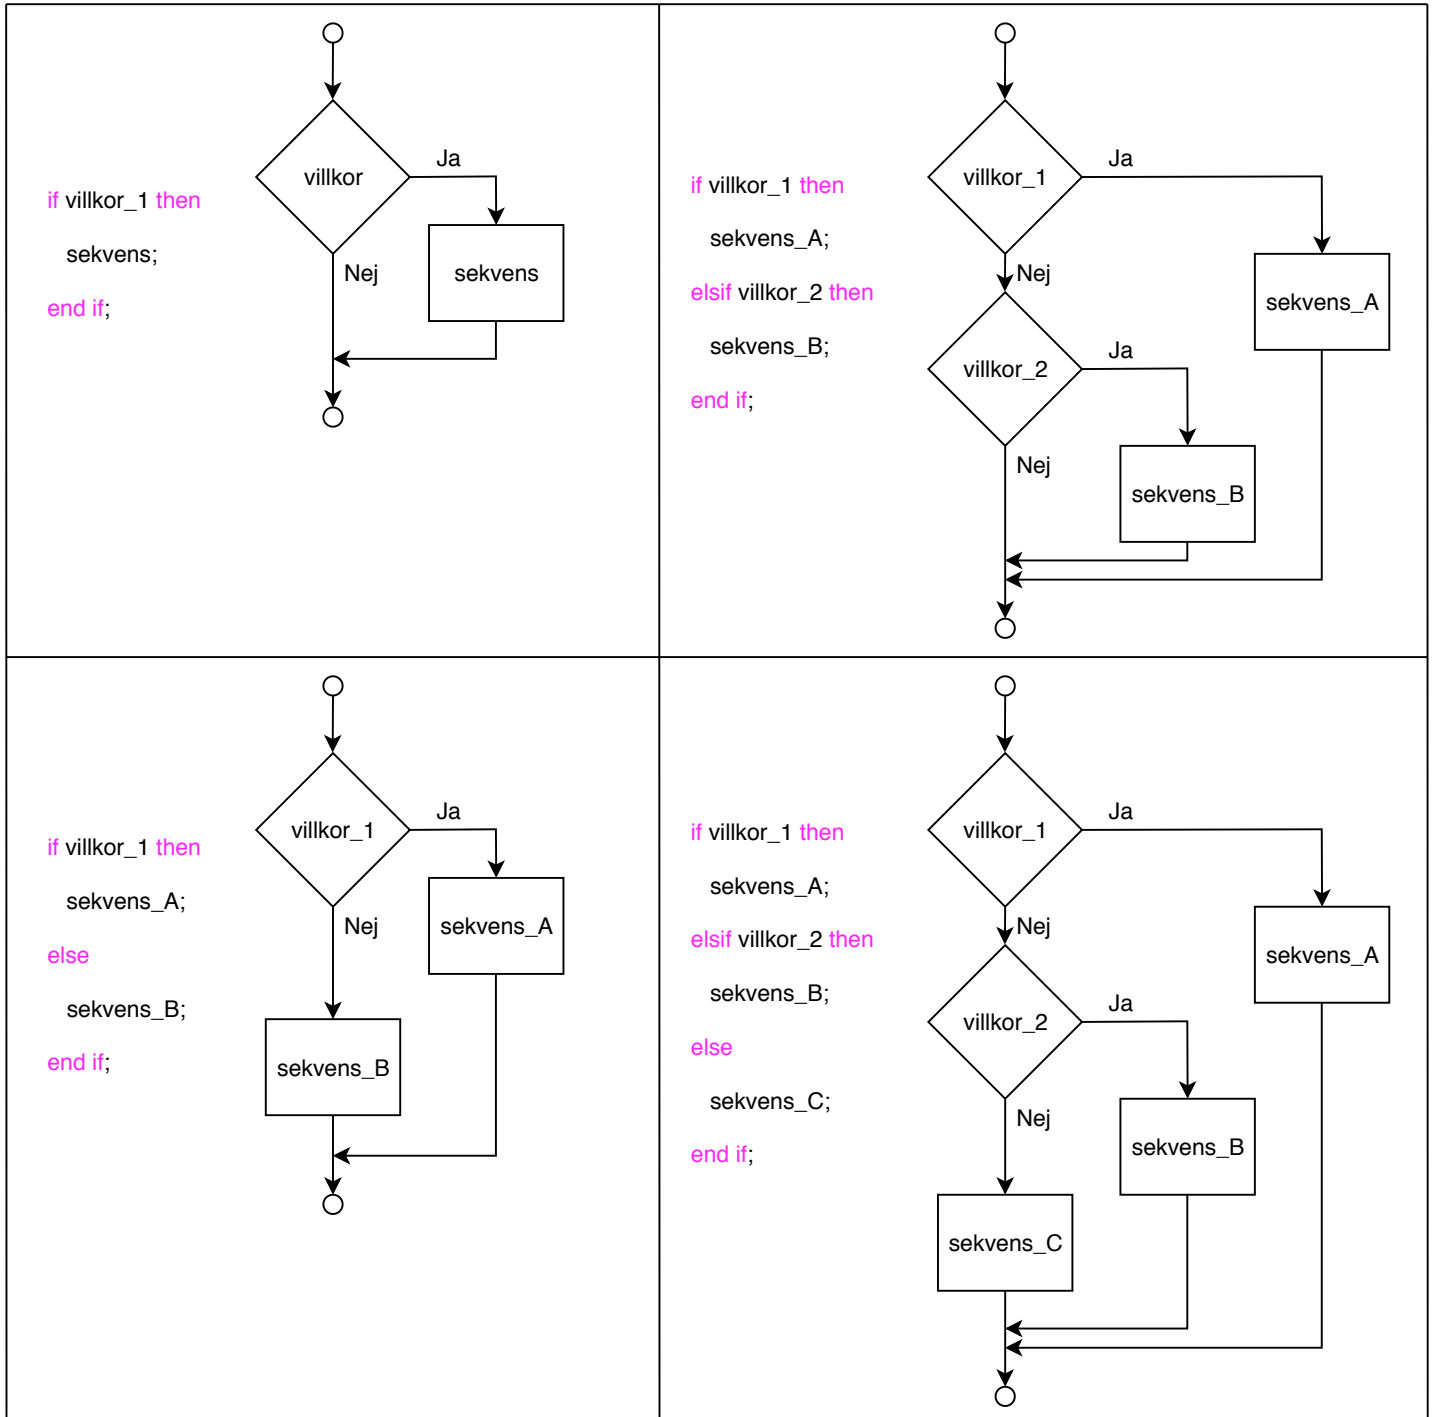 if villkor_1 then
sekvens;
end if;
villkor
Ja
Nej
sekvens
if villkor_1 then
sekvens_A;
elsif villkor_2 then
sekvens_B;
end if;
villkor_1
Ja
Nej
sekvens_A
villkor_2
Ja
Nej
sekvens_B
if villkor_1 then
sekvens_A;
else
sekvens_B;
end if;
villkor_1
Ja
Nej
sekvens_A
sekvens_B
if villkor_1 then
sekvens_A;
elsif villkor_2 then
sekvens_B;
else
sekvens_C;
end if;
villkor_1
Ja
Nej
sekvens_A
villkor_2
Ja
Nej
sekvens_B
sekvens_C